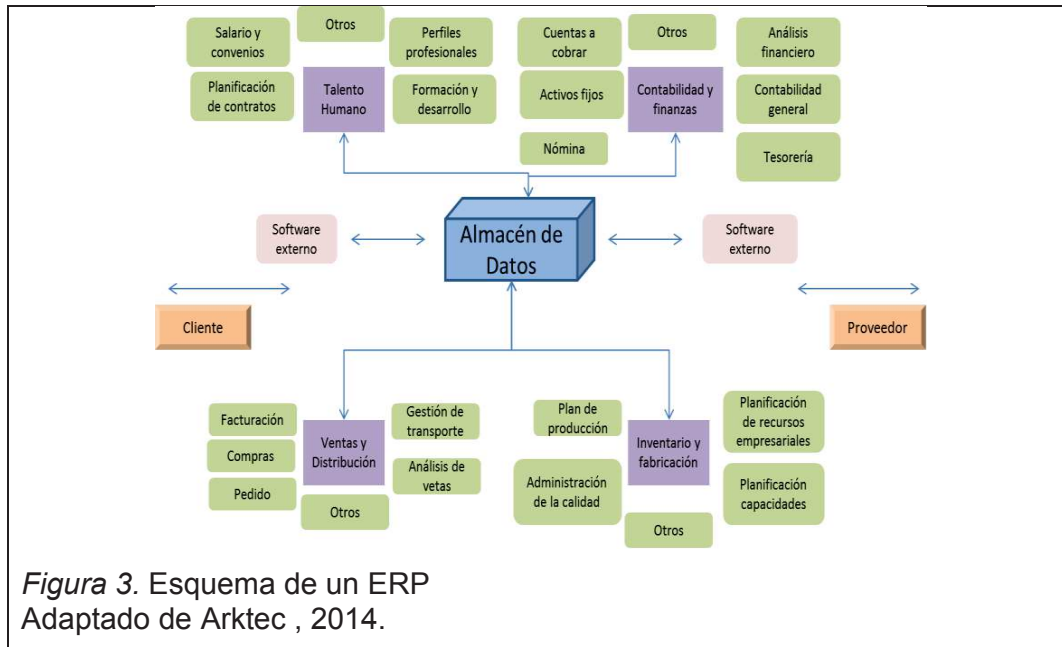 Salario y
convenios
Otros
Perfiles
profesionales
Planificación
de contratos
Talento
Humano
Formación y
desarrollo
Cuentas a
cobrar
Otros
Análisis
financiero
Activos fijos
Contabilidad y
finanzas
Contabilidad
general
Nómina
Tesorería
Software
externo
Almacén de
Datos
Software
externo
Cliente
Proveedor
Facturación
Compras
Pedido
Ventas y
Distribución
Gestión de
transporte
Análisis de
vetas
Otros
Plan de
producción
Administración
de la calidad
Inventario y
fabricación
Planificación
de recursos
empresariales
Planificación
capacidades
Otros
Figura 3. Esquema de un ERP
Adaptado de Arktec , 2014.